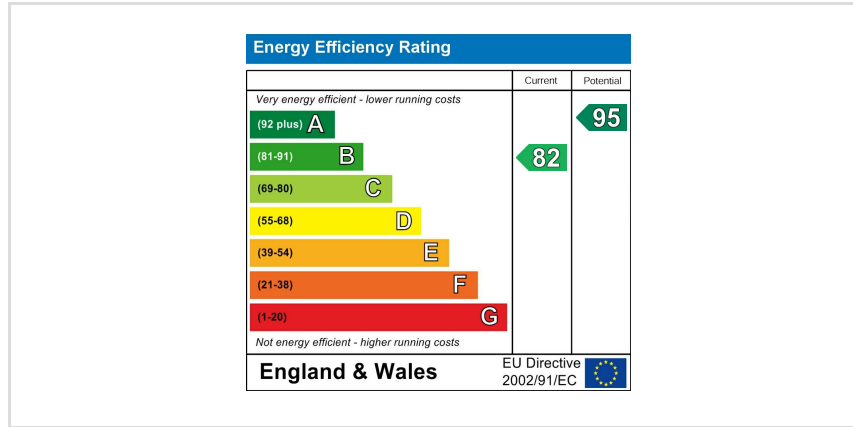 Energy Efficiency Rating
Current Potential
Very energy efficient - lower running costs
(92 plus) A
95
(81-91) B
82
(69-80) C
(55-68) D
(39-54) E
(21-38) F
(1-20) G
Not energy efficient - higher running costs
England & Wales
EU Directive
2002/91/EC